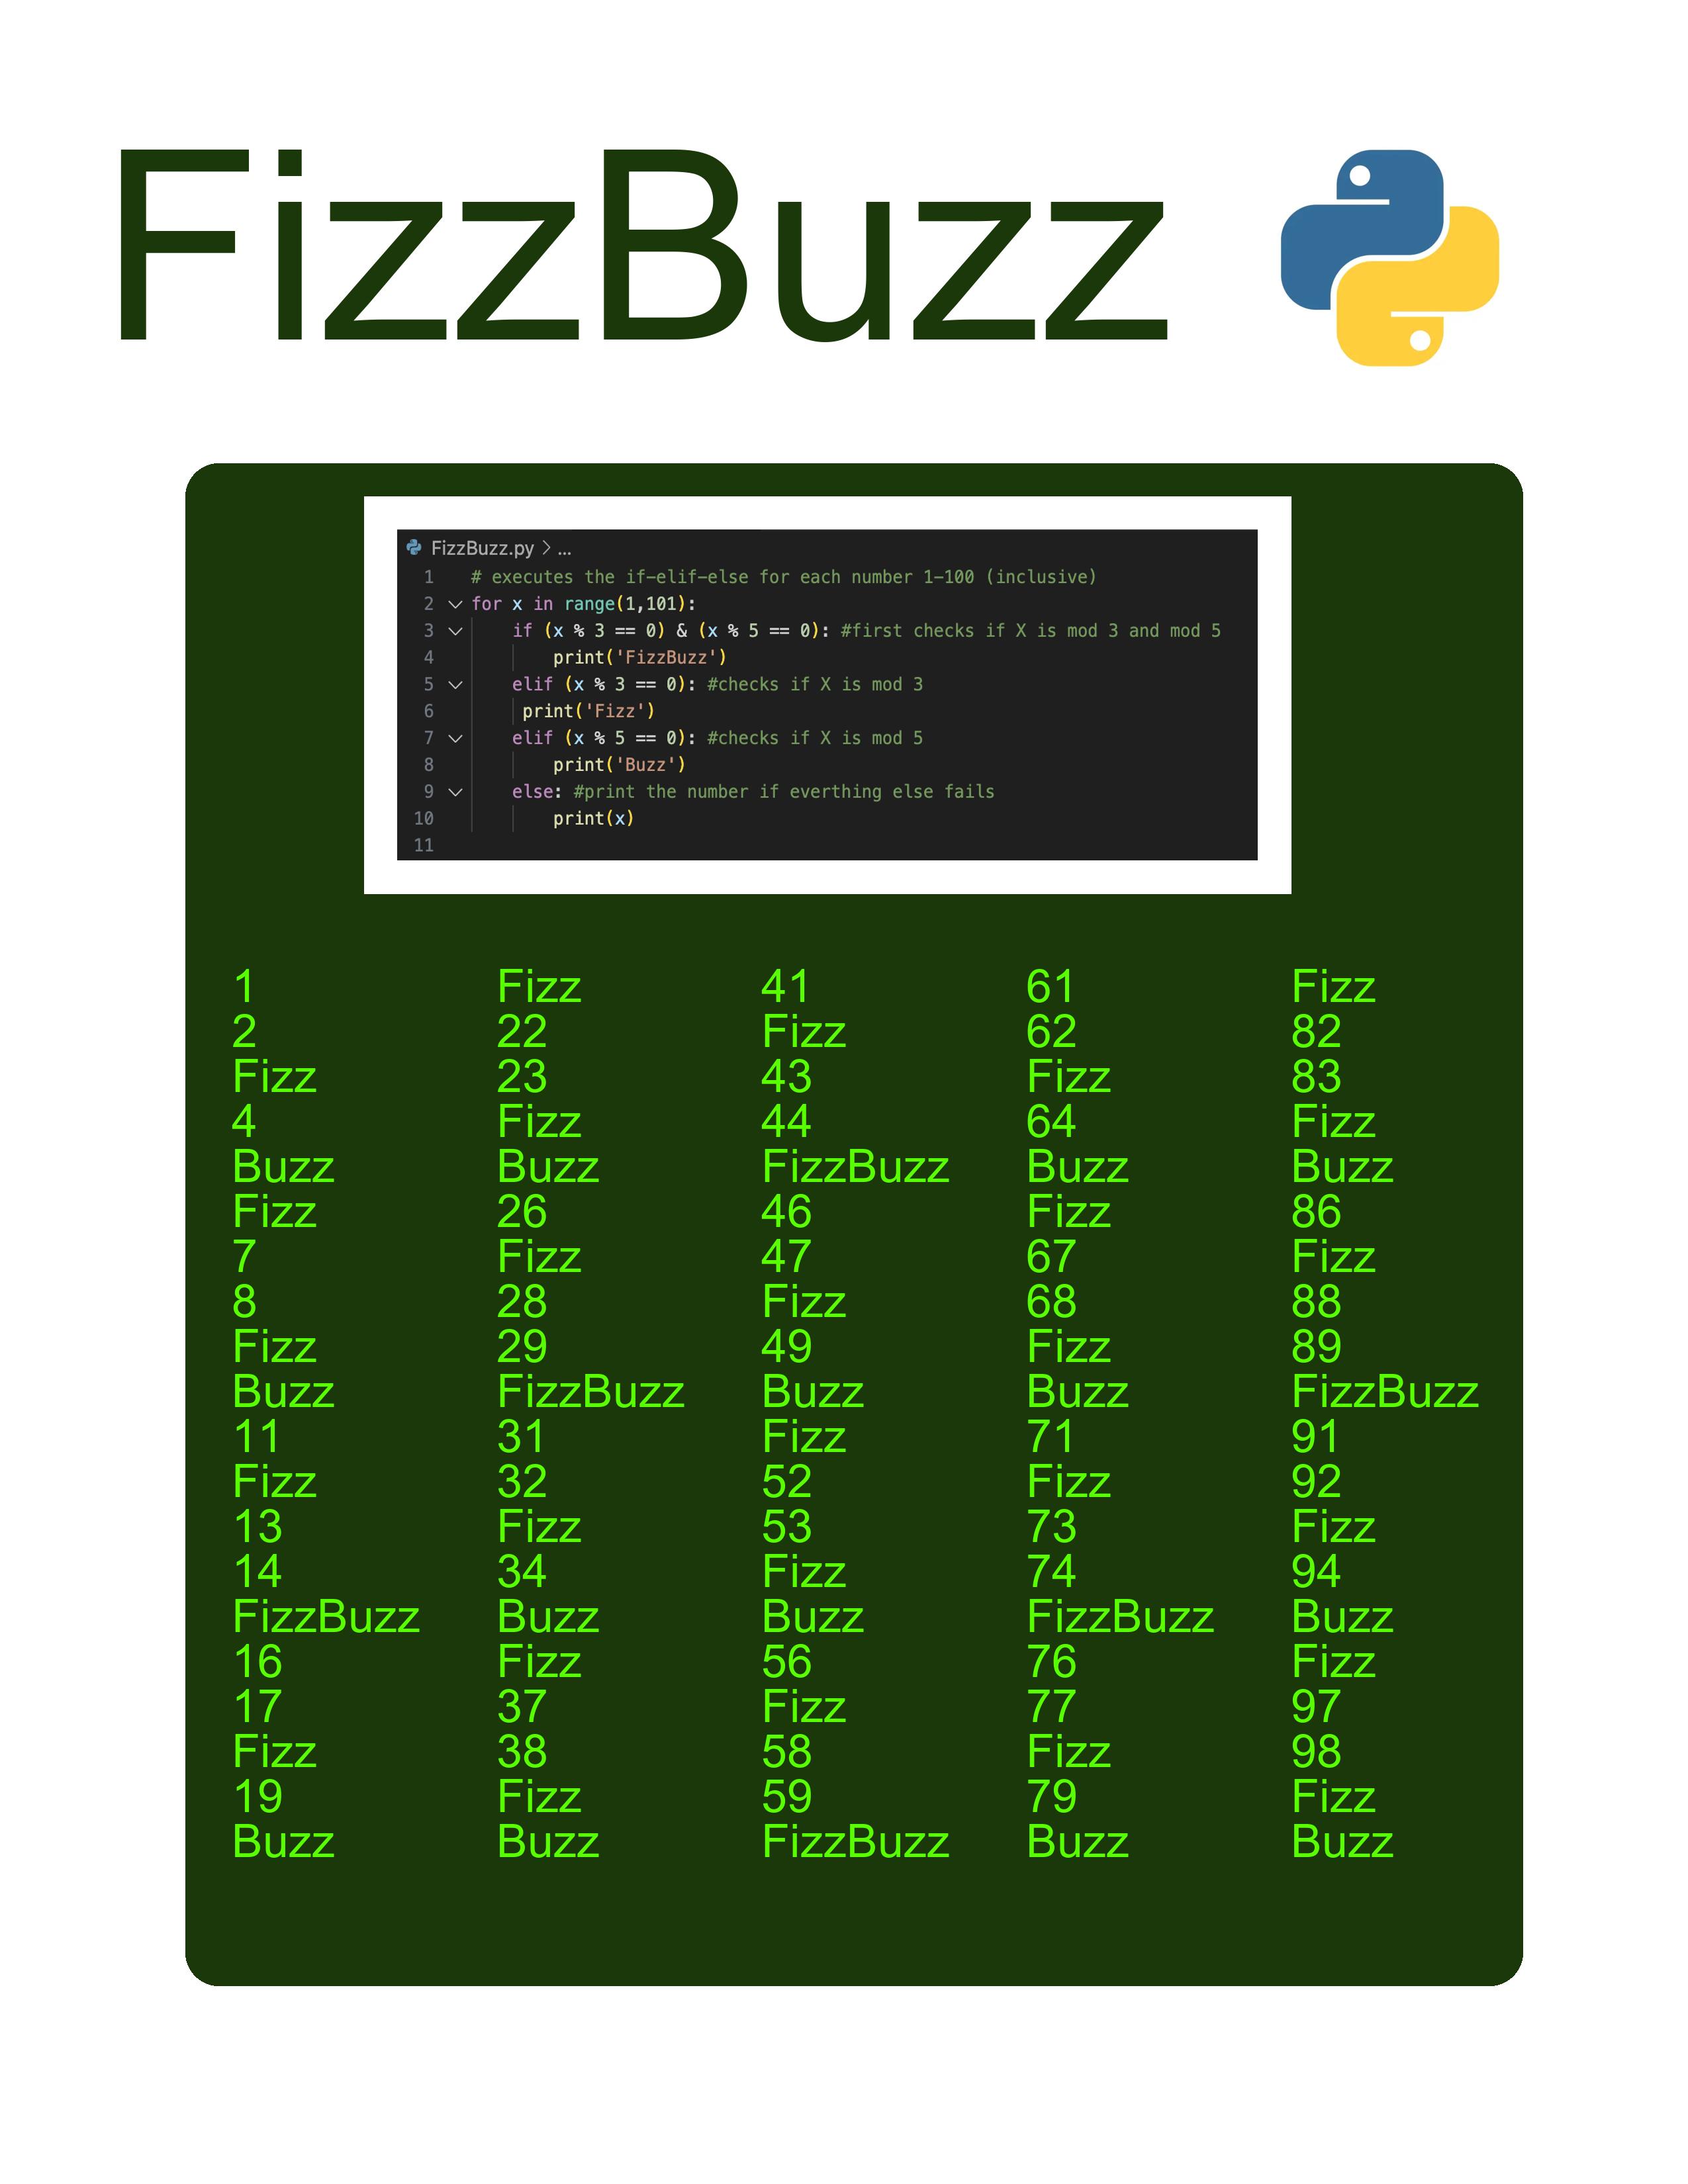 FizzBuzz
FizzBuzz.py > ...
1 # executes the if-elif-else for each number 1-100 (inclusive)
2 for x in range(1,101):
3     if (x % 3 == 0) & (x % 5 == 0): #first checks if X is mod 3 and mod 5
4         print('FizzBuzz')
5     elif (x % 3 == 0): #checks if X is mod 3
6      print('Fizz')
7     elif (x % 5 == 0): #checks if X is mod 5
8         print('Buzz')
9     else: #print the number if everthing else fails
10         print(x)
11
1
2
Fizz
4
Buzz
Fizz
7
8
Fizz
Buzz
11
Fizz
13
14
FizzBuzz
16
17
Fizz
19
Buzz
Fizz
22
23
Fizz
Buzz
26
Fizz
28
29
FizzBuzz
31
32
Fizz
34
Buzz
Fizz
37
38
Fizz
Buzz
41
Fizz
43
44
FizzBuzz
46
47
Fizz
49
Buzz
Fizz
52
53
Fizz
Buzz
56
Fizz
58
59
FizzBuzz
61
62
Fizz
64
Buzz
Fizz
67
68
Fizz
Buzz
71
Fizz
73
74
FizzBuzz
76
77
Fizz
79
Buzz
Fizz
82
83
Fizz
Buzz
86
Fizz
88
89
FizzBuzz
91
92
Fizz
94
Buzz
Fizz
97
98
Fizz
Buzz